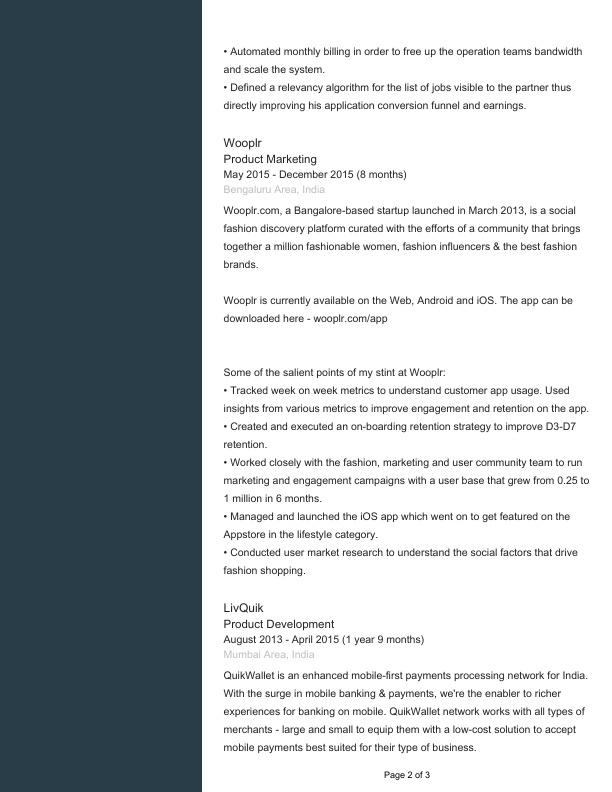 • Automated monthly billing in order to free up the operation teams bandwidth
and scale the system.
• Defined a relevancy algorithm for the list of jobs visible to the partner thus
directly improving his application conversion funnel and earnings.
Wooplr
Product Marketing
May 2015 - December 2015 (8 months)
Bengaluru Area, India
Wooplr.com, a Bangalore-based startup launched in March 2013, is a social
fashion discovery platform curated with the efforts of a community that brings
together a million fashionable women, fashion influencers & the best fashion
brands.
Wooplr is currently available on the Web, Android and iOS. The app can be
downloaded here - wooplr.com/app
Some of the salient points of my stint at Wooplr:
• Tracked week on week metrics to understand customer app usage. Used
insights from various metrics to improve engagement and retention on the app.
• Created and executed an on-boarding retention strategy to improve D3-D7
retention.
• Worked closely with the fashion, marketing and user community team to run
marketing and engagement campaigns with a user base that grew from 0.25 to
1 million in 6 months.
• Managed and launched the iOS app which went on to get featured on the
Appstore in the lifestyle category.
• Conducted user market research to understand the social factors that drive
fashion shopping.
LivQuik
Product Development
August 2013 - April 2015 (1 year 9 months)
Mumbai Area, India
QuikWallet is an enhanced mobile-first payments processing network for India.
With the surge in mobile banking & payments, we're the enabler to richer
experiences for banking on mobile. QuikWallet network works with all types of
merchants - large and small to equip them with a low-cost solution to accept
mobile payments best suited for their type of business.
Page 2 of 3